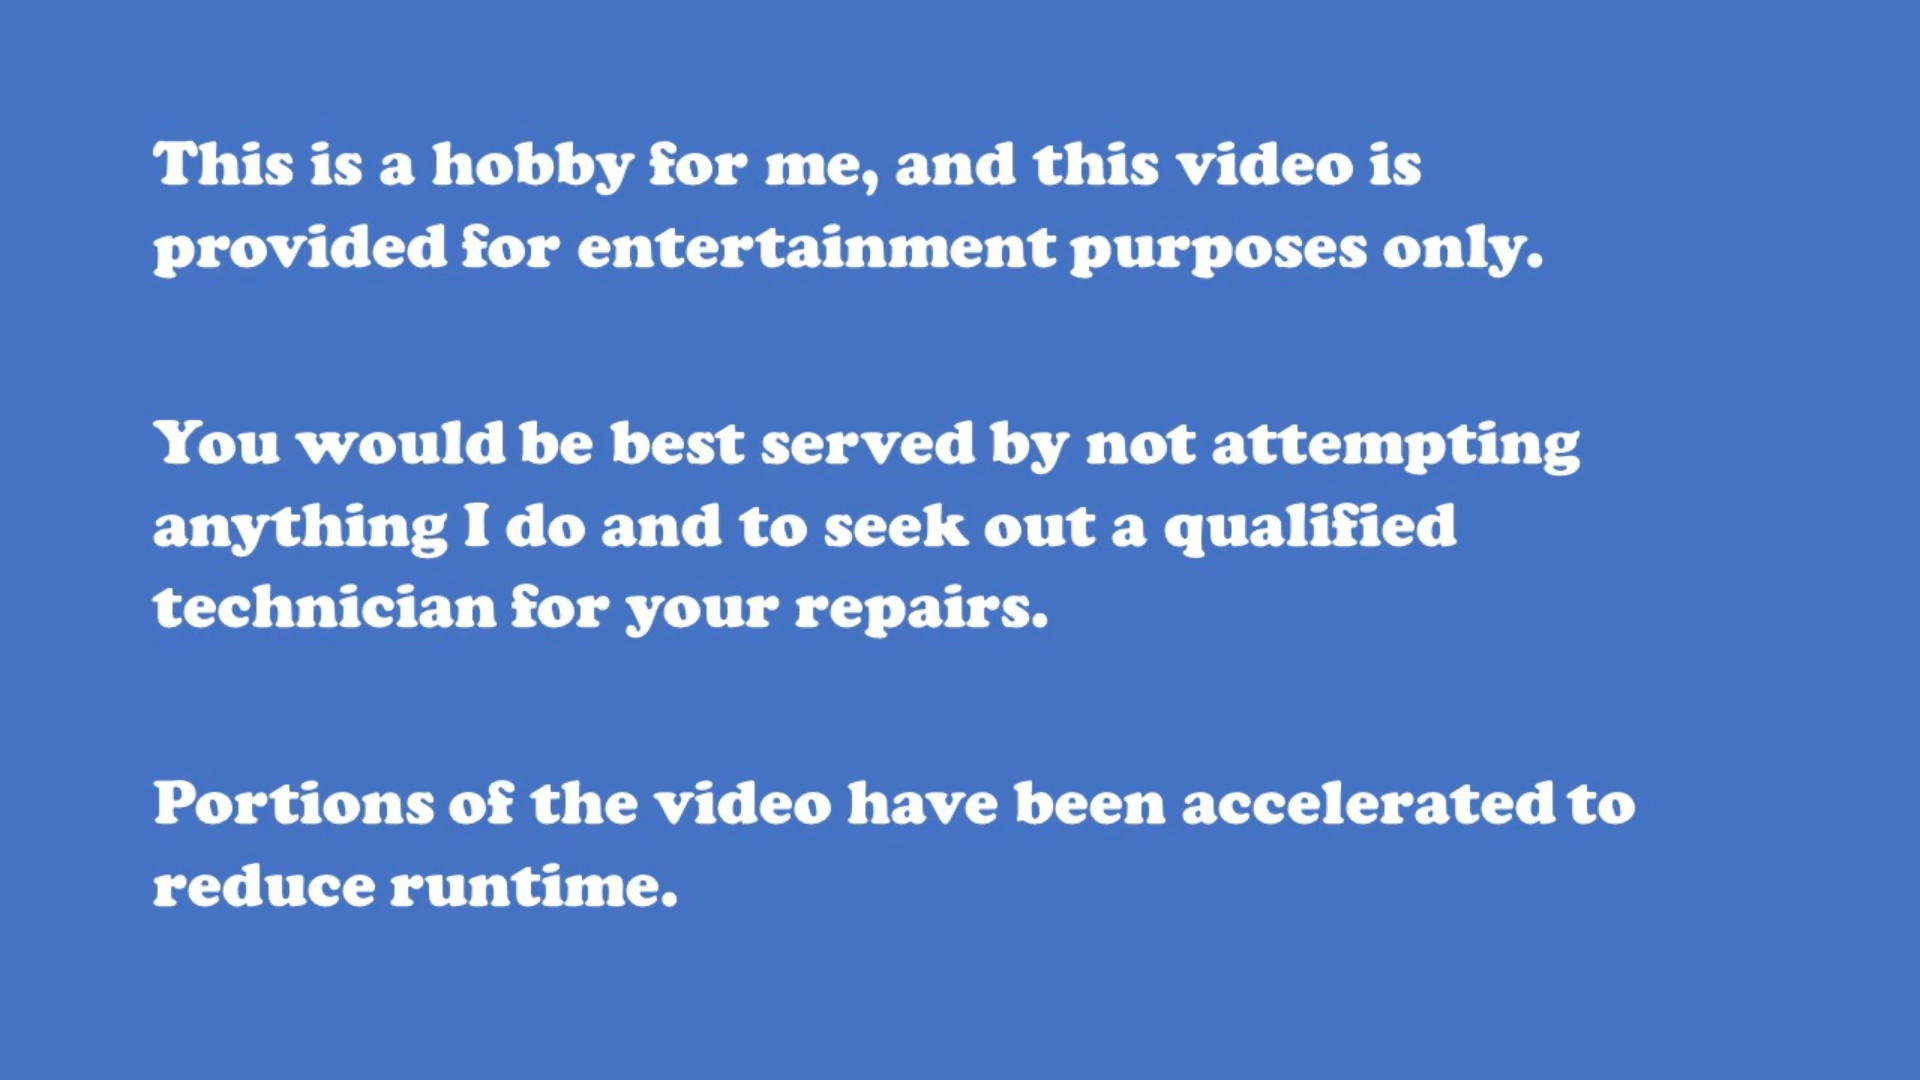 This is a hobby for me, and this video is
provided for entertainment purposes only.
You would be best served by not attempting
anything I do and to seek out a qualified
technician for your repairs.
Portions of the video have been accelerated to
reduce runtime.